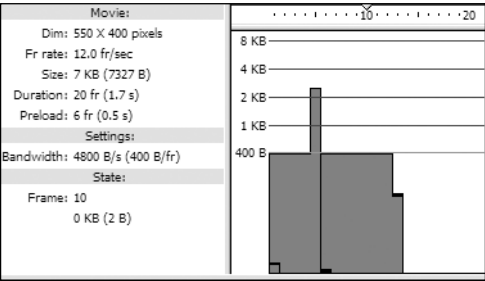 Movie:
Dim: 550 X 400 pixels
Fr rate: 12.0 fr/sec
Size: 7 KB (7327 B)
Duration: 20 fr (1.7 s)
Preload: 6 fr (0.5 s)
Settings:
Bandwidth: 4800 B/s (400 B/fr)
State:
Frame: 10
0 KB (2 B)
10 20
8 KB
4 KB
2 KB
1 KB
400 B